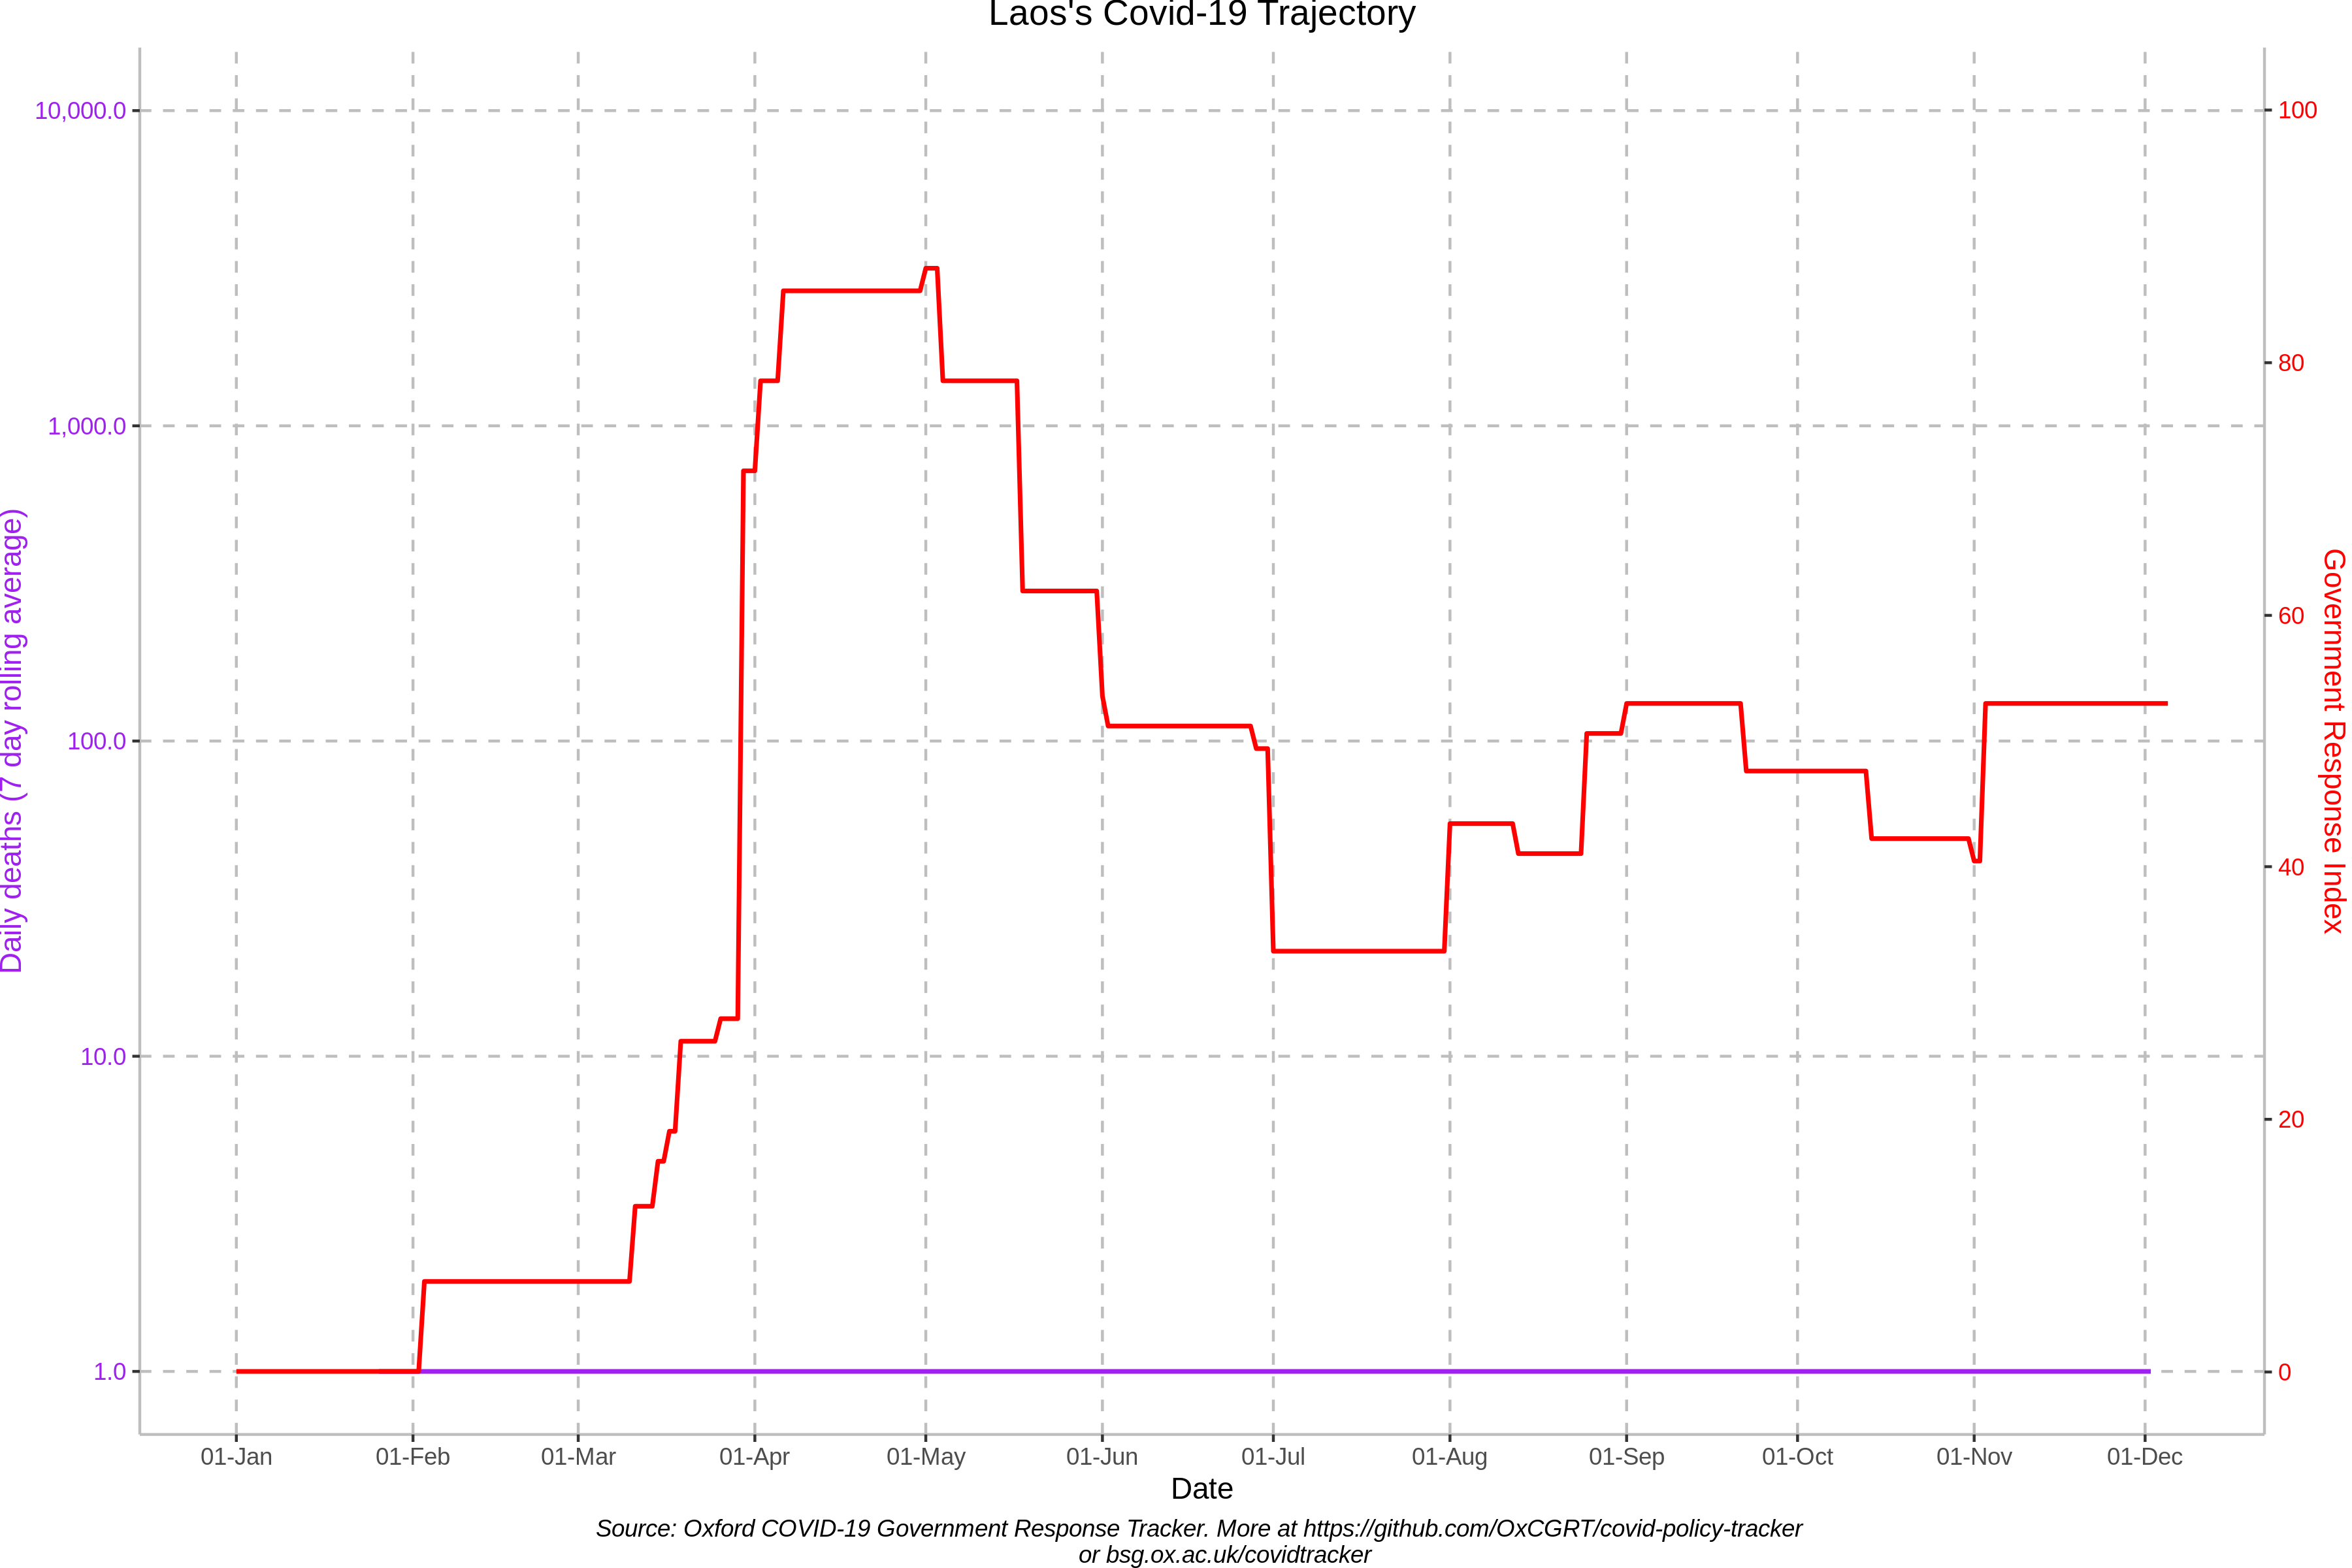 Laos's Covid-19 Trajectory
10,000.0
1,000.0
100.0
10.0
1.0
Daily deaths (7 day rolling average)
100
80
60
40
20
0
Government Response Index
01-Jan 01-Feb 01-Mar 01-Apr 01-May 01-Jun 01-Jul 01-Aug 01-Sep 01-Oct 01-Nov 01-Dec
Date
Source: Oxford COVID-19 Government Response Tracker. More at https://github.com/OxCGRT/covid-policy-tracker
or bsg.ox.ac.uk/covidtracker